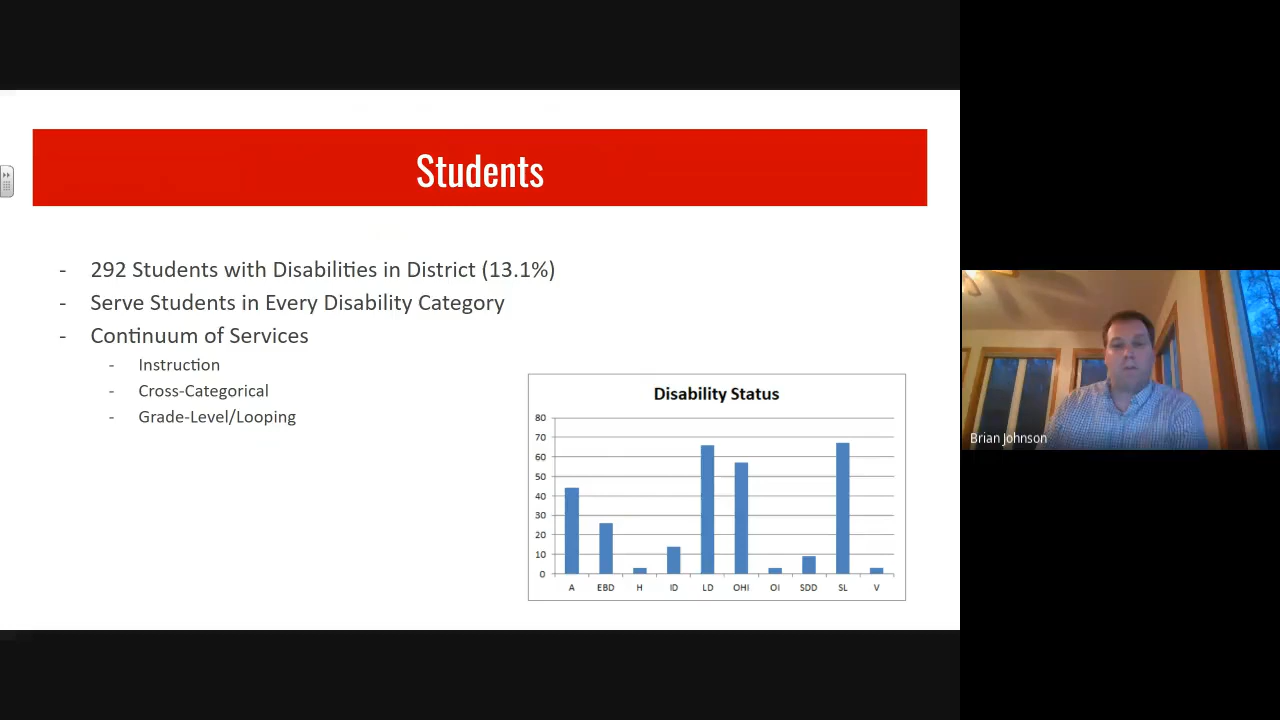 Students
- 292 Students with Disabilities in District (13.1%)
- Serve Students in Every Disability Category
- Continuum of Services
- Instruction
- Cross-Categorical
- Grade-Level/Looping
Disability Status
80
70
60
50
40
30
20
10
0
A EBD H ID LD OHI OI SDD SL V
Brian Johnson